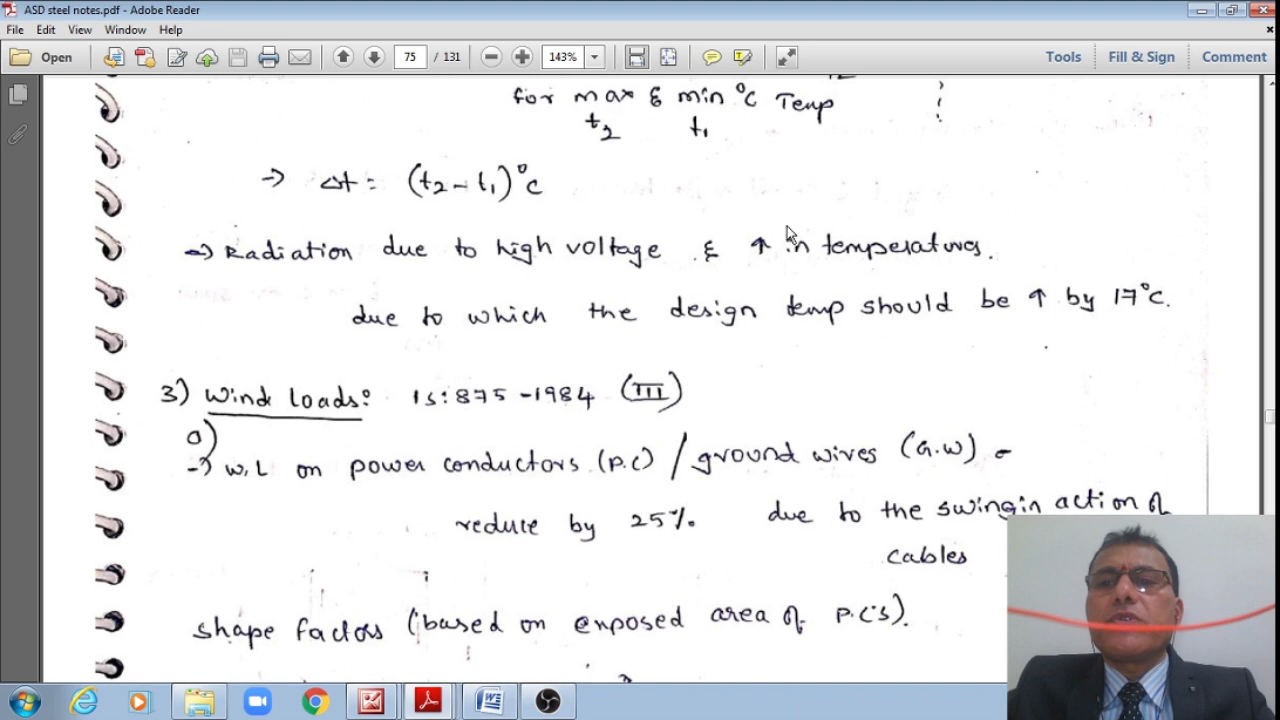 ASD steel notes.pdf - Adobe Reader
File Edit View Window Help
Open 75 / 131 143% Tools Fill & Sign Comment
for max & min °C Temp
t2 t1
→ Δt = (t2 - t1)°C
→ Radiation due to high voltage & ↑ in temperatures.
due to which the design temp should be ↑ by 17°C.
3) Wind loads: IS:875 -1984 (III)
a)
→ W.L on power conductors (P.C) / ground wires (G.W) -
reduce by 25%. due to the swingin action of
cables
shape factors (based on exposed area of P.C's).